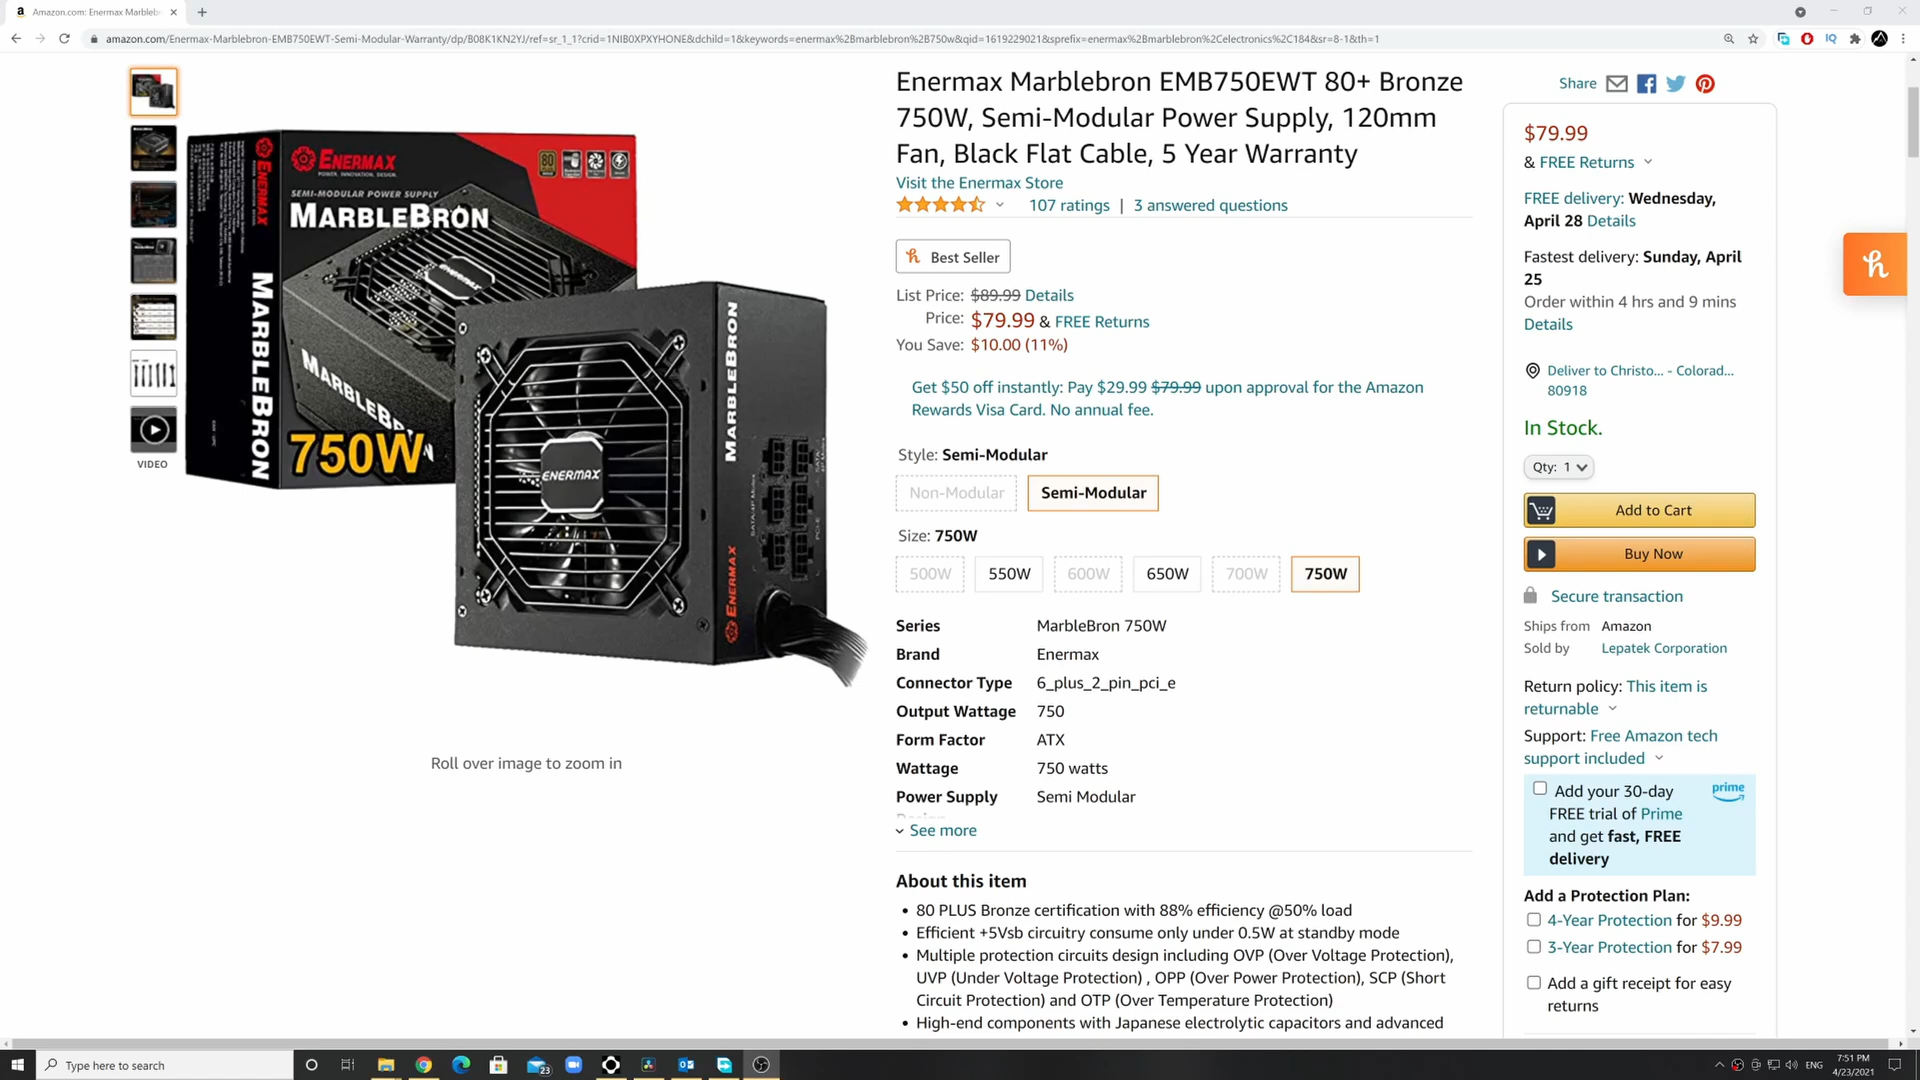 Amazon.com: Enermax Marblebr
amazon.com/Enermax-Marblebron-EMB750EWT-Semi-Modular-Warranty/dp/B08K1KN2YJ/ref=sr_1_1?crid=1NIB0XPXYHONE&dchild=1&keywords=enermax%2Bmarblebron%2B750w&qid=1619229021&sprefix=enermax%2Bmarblebron%2Celectronics%2C184&sr=8-1&th=1
IQ
VIDEO
ENERMAX
MARBLEBRON
ENERMAX
POWER. INNOVATION. DESIGN.
80
SEMI-MODULAR POWER SUPPLY
MARBLEBRON
ENERMAX
750W
ENERMAX
MARBLEBRON
SATA/4P Molex
PCI-E
ENERMAX
Roll over image to zoom in
Enermax Marblebron EMB750EWT 80+ Bronze
750W, Semi-Modular Power Supply, 120mm
Fan, Black Flat Cable, 5 Year Warranty
Visit the Enermax Store
107 ratings | 3 answered questions
Best Seller
List Price: $89.99 Details
Price: $79.99 & FREE Returns
You Save: $10.00 (11%)
Get $50 off instantly: Pay $29.99 $79.99 upon approval for the Amazon
Rewards Visa Card. No annual fee.
Style: Semi-Modular
Non-Modular Semi-Modular
Size: 750W
500W 550W 600W 650W 700W 750W
Series MarbleBron 750W
Brand Enermax
Connector Type 6_plus_2_pin_pci_e
Output Wattage 750
Form Factor ATX
Wattage 750 watts
Power Supply Semi Modular
See more
About this item
• 80 PLUS Bronze certification with 88% efficiency @50% load
• Efficient +5Vsb circuitry consume only under 0.5W at standby mode
• Multiple protection circuits design including OVP (Over Voltage Protection),
UVP (Under Voltage Protection) , OPP (Over Power Protection), SCP (Short
Circuit Protection) and OTP (Over Temperature Protection)
• High-end components with Japanese electrolytic capacitors and advanced
Share
$79.99
& FREE Returns
FREE delivery: Wednesday,
April 28 Details
Fastest delivery: Sunday, April
25
Order within 4 hrs and 9 mins
Details
Deliver to Christo... - Colorad...
80918
In Stock.
Qty: 1
Add to Cart
Buy Now
Secure transaction
Ships from Amazon
Sold by Lepatek Corporation
Return policy: This item is
returnable
Support: Free Amazon tech
support included
Add your 30-day
FREE trial of Prime
and get fast, FREE
delivery
prime
Add a Protection Plan:
4-Year Protection for $9.99
3-Year Protection for $7.99
Add a gift receipt for easy
returns
Type here to search
23
ENG
7:51 PM
4/23/2021